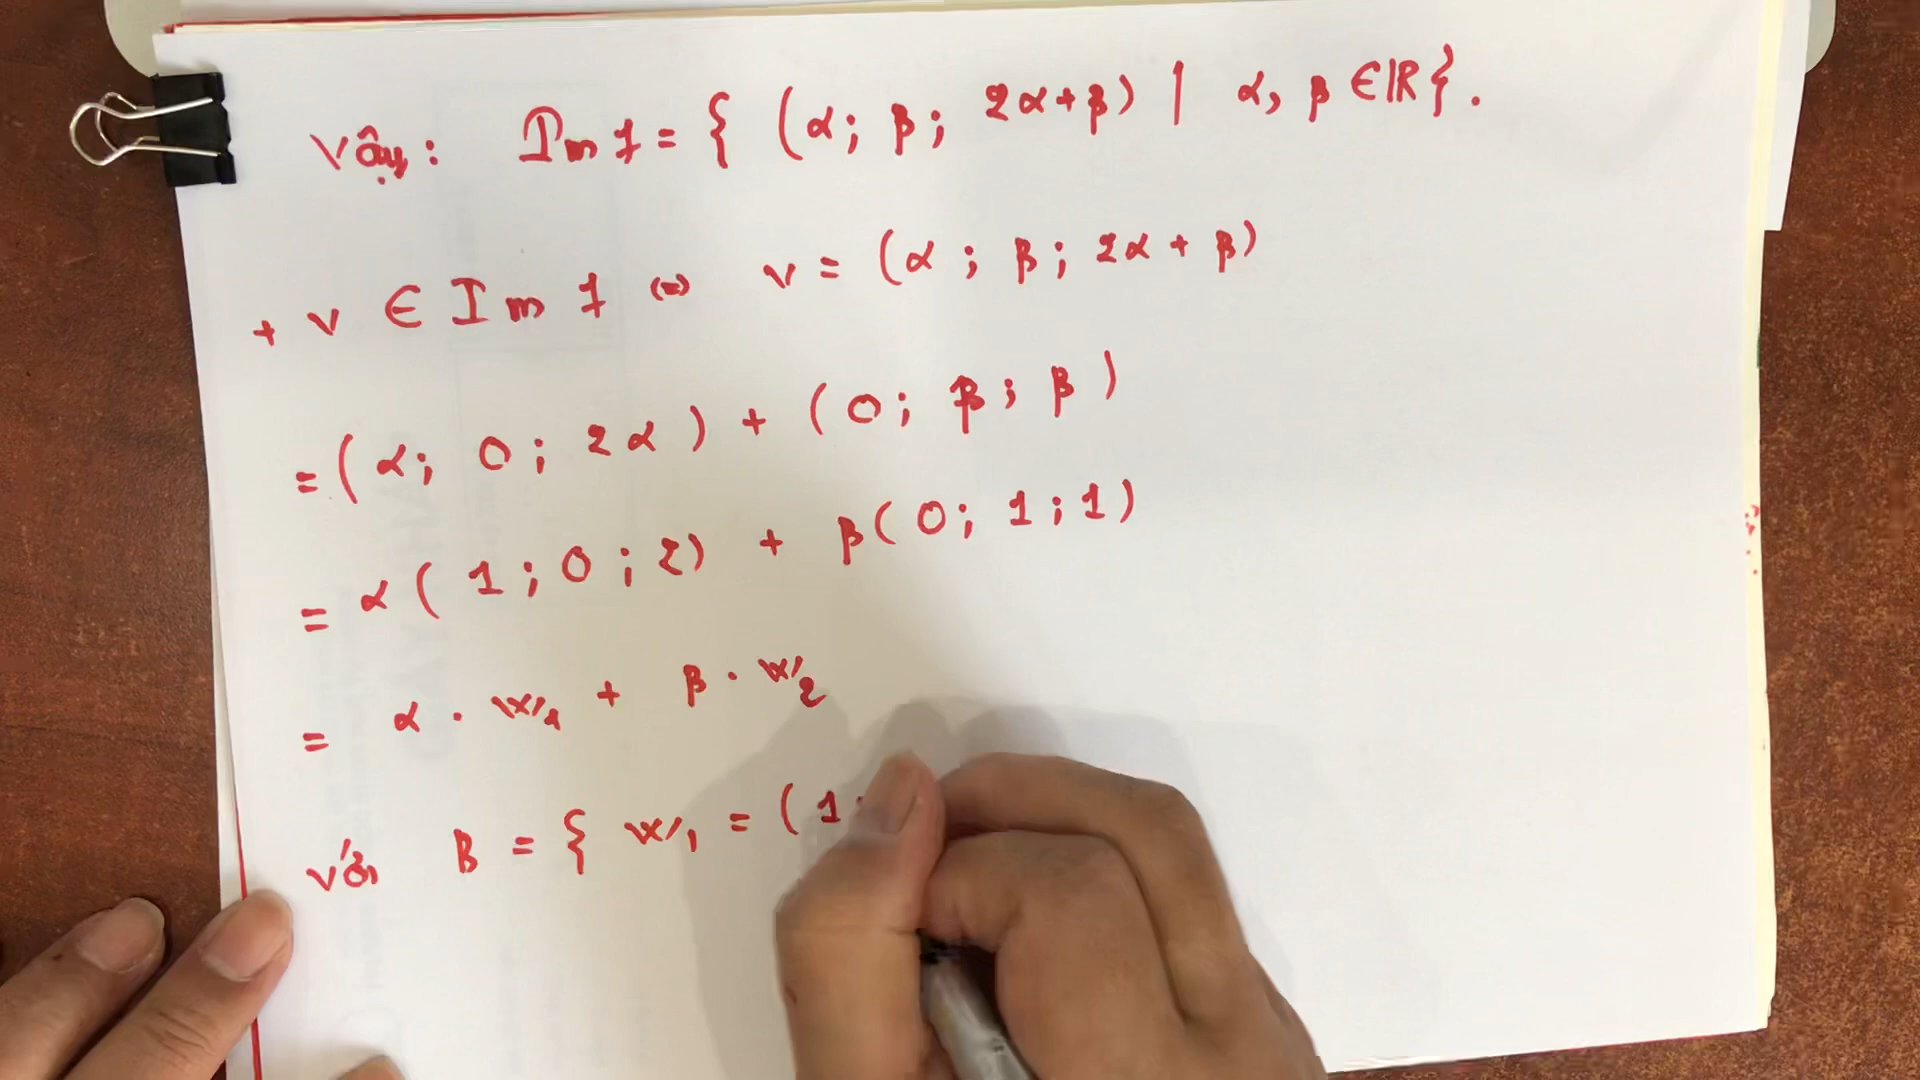 Vậy: Im f = { (α; β; 2α+β) | α, β ∈ ℝ}.
+ v ∈ Im f ⇔ v = (α; β; 2α + β)
= (α; 0; 2α) + (0; β; β)
= α(1; 0; 2) + β(0; 1; 1)
= α · w₁ + β · w₂
với B = { w₁ = (1;